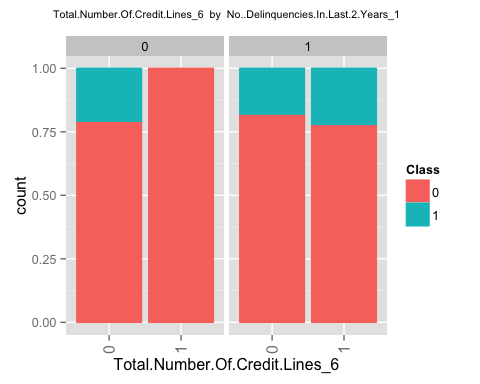 Total.Number.Of.Credit.Lines_6 by No..Delinquencies.In.Last.2.Years_1
0 1
1.00
0.75
0.50
0.25
0.00
count
0 1 0 1
Total.Number.Of.Credit.Lines_6
Class
0
1